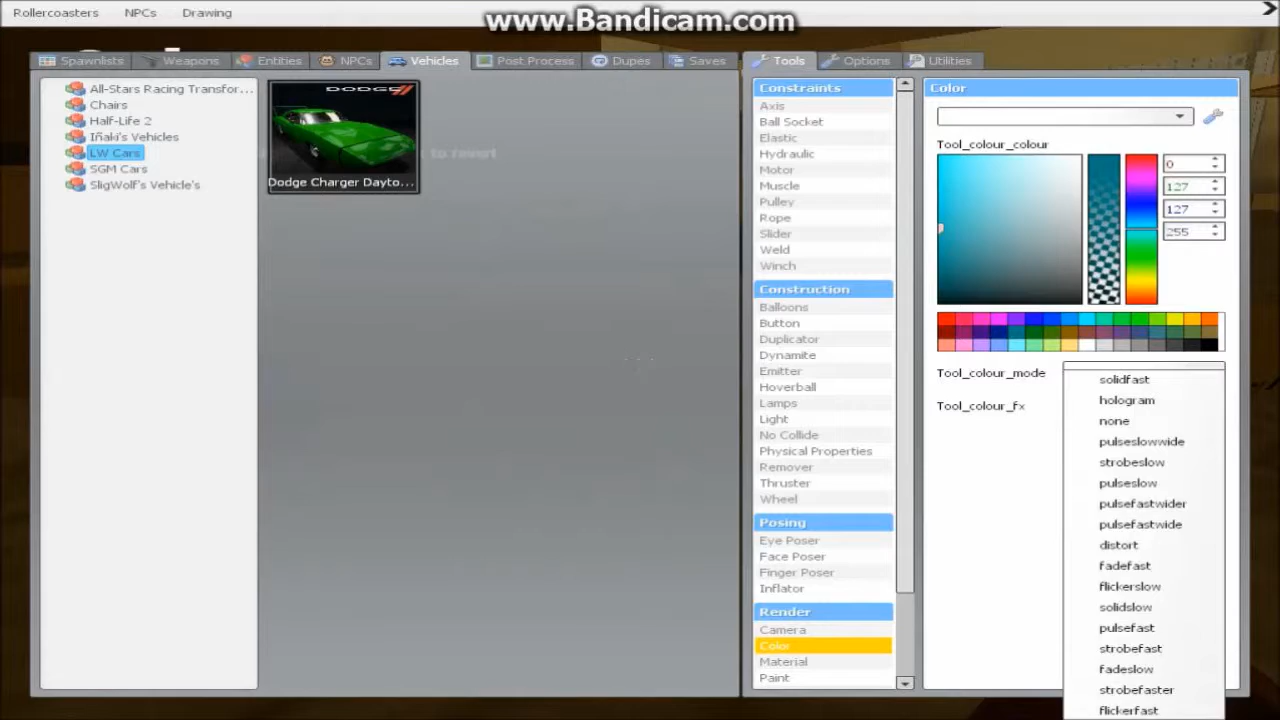 www.Bandicam.com
Rollercoasters NPCs Drawing
Spawnlists Weapons Entities NPCs Vehicles Post Process Dupes Saves
All-Stars Racing Transfor...
Chairs
Half-Life 2
Iñaki's Vehicles
LW Cars
SGM Cars
SligWolf's Vehicle's
DODGE
Dodge Charger Dayto...
to revert
Tools Options Utilities
Constraints
Axis
Ball Socket
Elastic
Hydraulic
Motor
Muscle
Pulley
Rope
Slider
Weld
Winch
Construction
Balloons
Button
Duplicator
Dynamite
Emitter
Hoverball
Lamps
Light
No Collide
Physical Properties
Remover
Thruster
Wheel
Posing
Eye Poser
Face Poser
Finger Poser
Inflator
Render
Camera
Color
Material
Paint
Color
Tool_colour_colour
0
127
127
255
Tool_colour_mode
Tool_colour_fx
solidfast
hologram
none
pulseslowwide
strobeslow
pulseslow
pulsefastwider
pulsefastwide
distort
fadefast
flickerslow
solidslow
pulsefast
strobefast
fadeslow
strobefaster
flickerfast